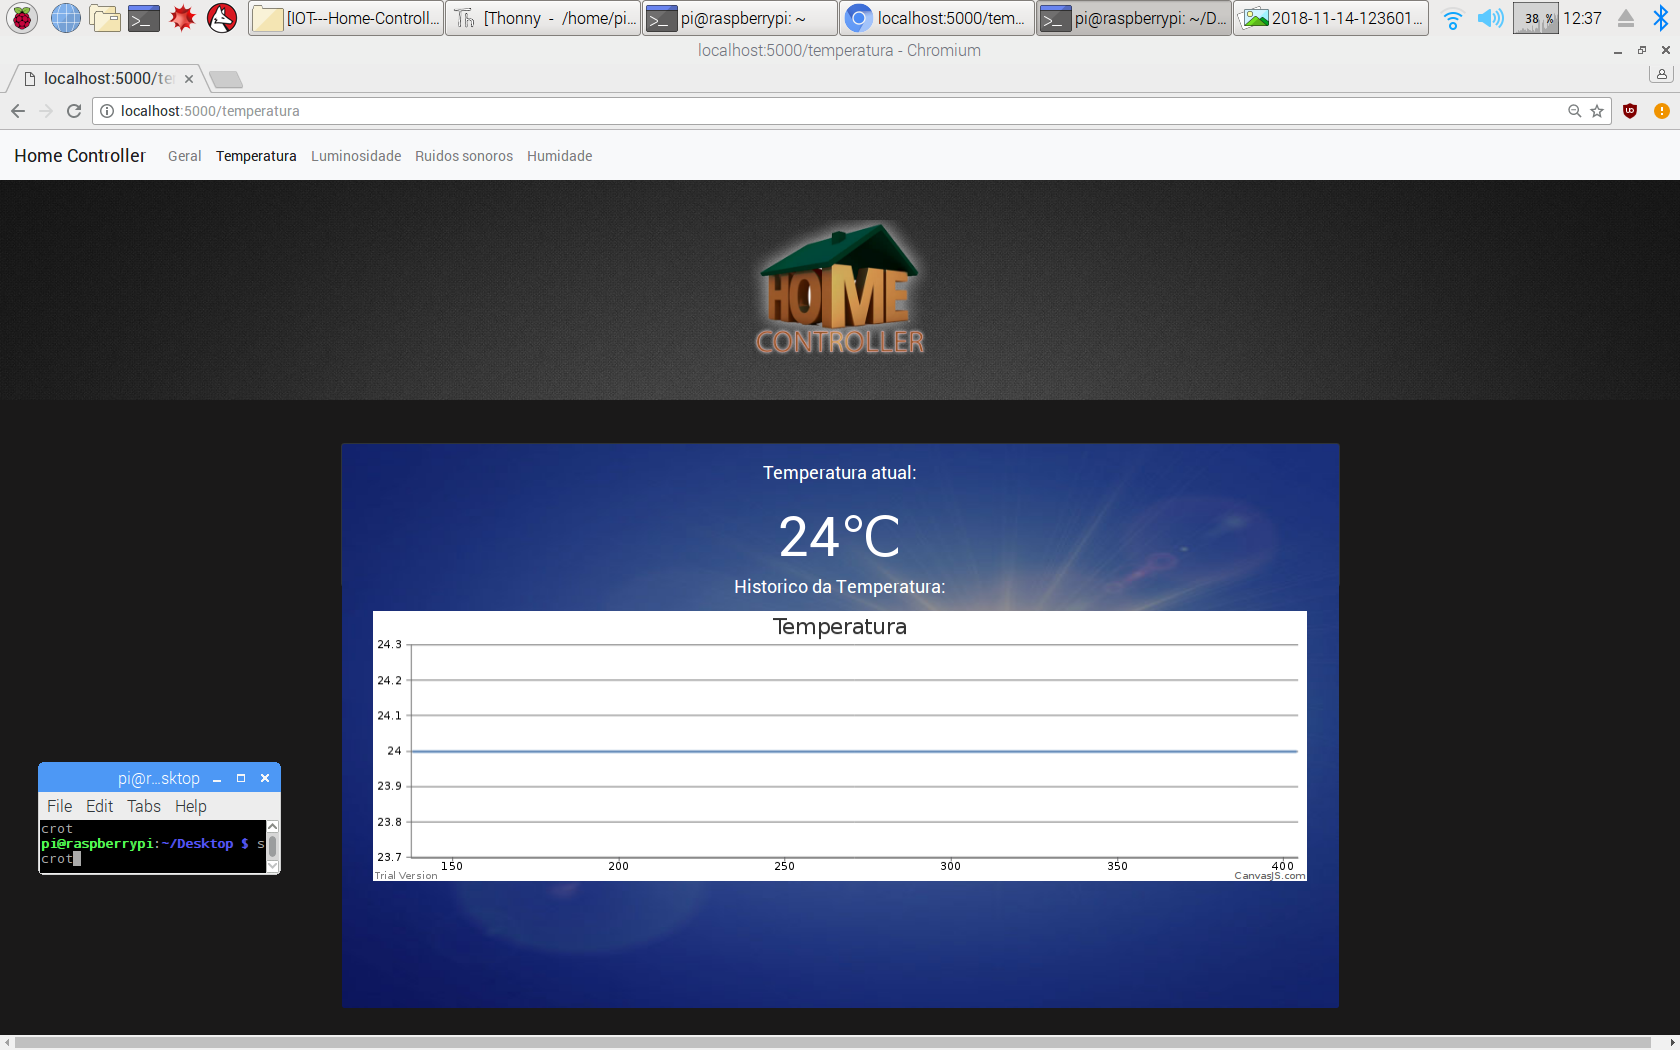 [IOT---Home-Controll... [Thonny - /home/pi... pi@raspberrypi: ~ localhost:5000/tem... pi@raspberrypi: ~/D... 2018-11-14-123601... 38 % 12:37
localhost:5000/temperatura - Chromium
localhost:5000/te
localhost:5000/temperatura
Home Controller Geral Temperatura Luminosidade Ruidos sonoros Humidade
HOME
CONTROLLER
Temperatura atual:
24°C
Historico da Temperatura:
Temperatura
24.3
24.2
24.1
24
23.9
23.8
23.7
150 200 250 300 350 400
Trial Version CanvasJS.com
pi@r...sktop
File Edit Tabs Help
crot
pi@raspberrypi:~/Desktop $ s
crot